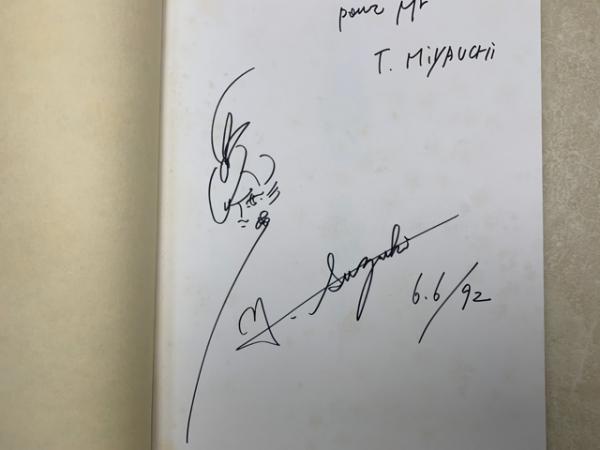 pour Mr
T. MIYAUCHI
Y. Suzuki
6.6/92